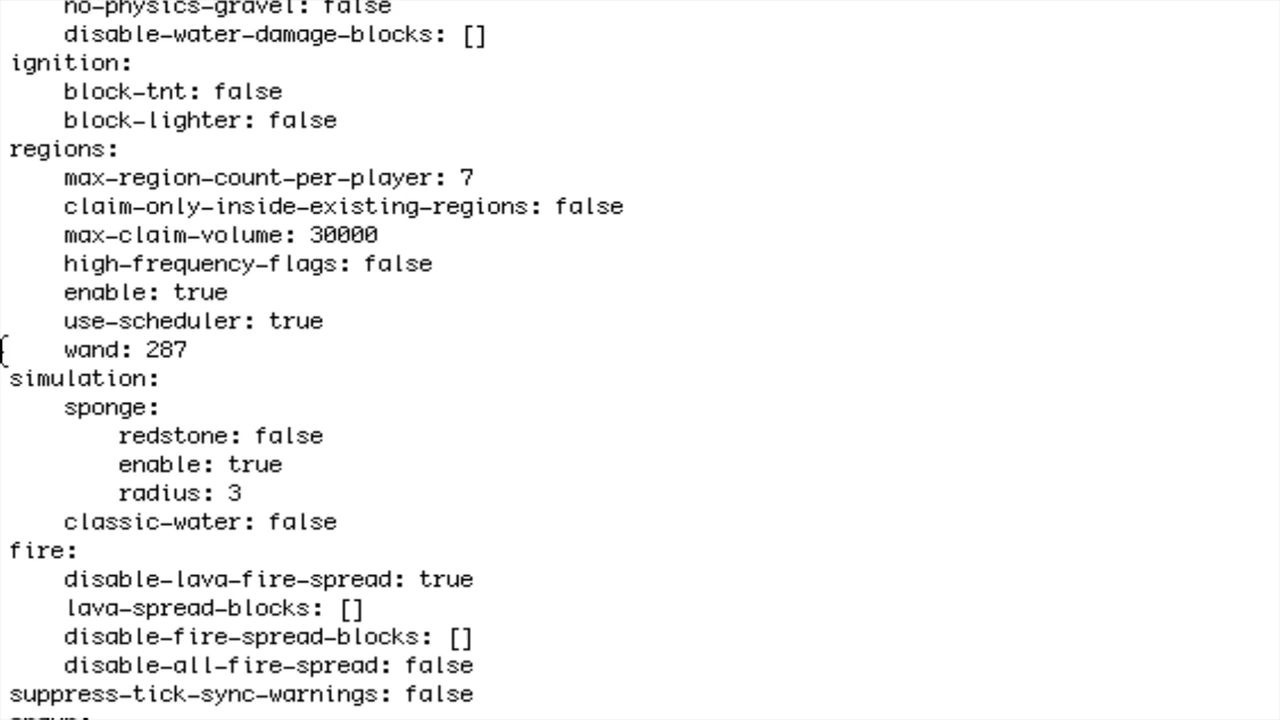 no-physics-gravel: false
disable-water-damage-blocks: []
ignition:
block-tnt: false
block-lighter: false
regions:
max-region-count-per-player: 7
claim-only-inside-existing-regions: false
max-claim-volume: 30000
high-frequency-flags: false
enable: true
use-scheduler: true
wand: 287
simulation:
sponge:
redstone: false
enable: true
radius: 3
classic-water: false
fire:
disable-lava-fire-spread: true
lava-spread-blocks: []
disable-fire-spread-blocks: []
disable-all-fire-spread: false
suppress-tick-sync-warnings: false